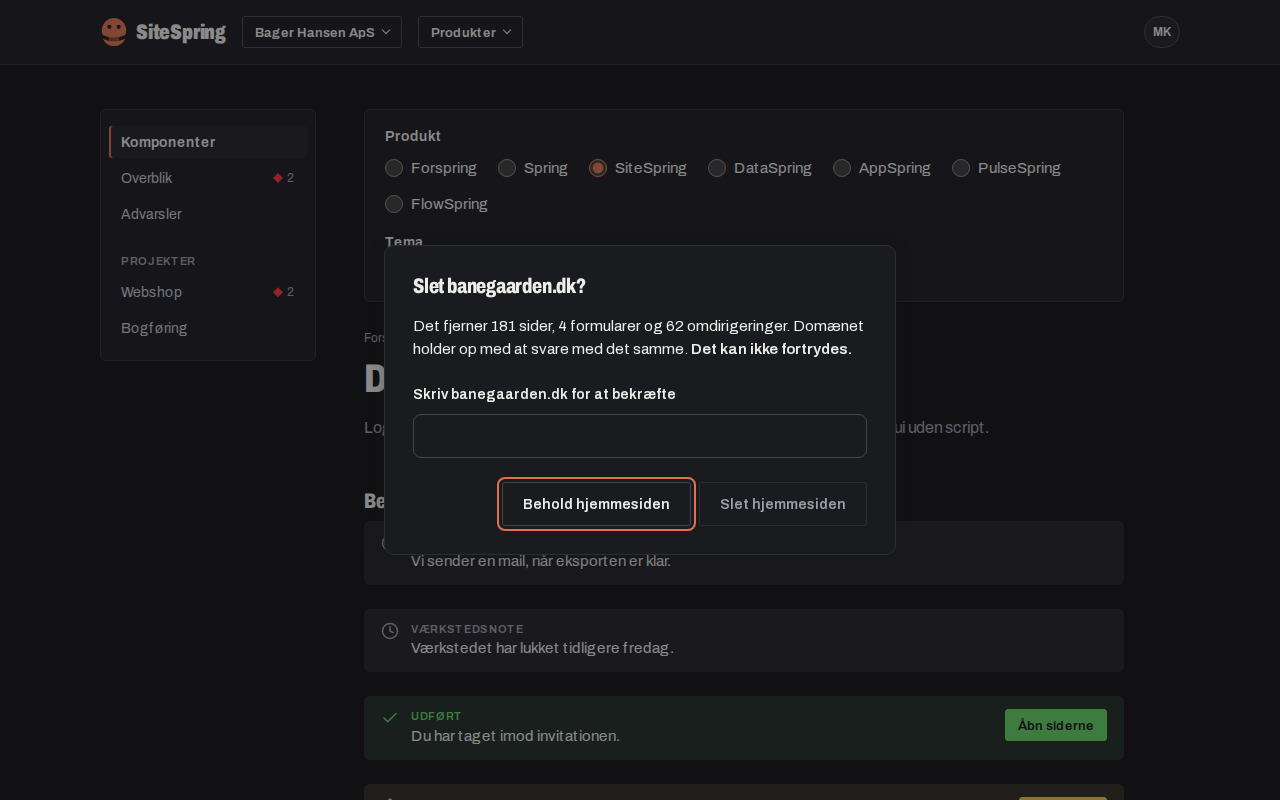 SiteSpring
Bager Hansen ApS
Produkter
MK
Komponenter
Overblik 2
Advarsler
PROJEKTER
Webshop 2
Bogføring
Produkt
Forspring Spring SiteSpring DataSpring AppSpring PulseSpring
FlowSpring
Tema
Slet banegaarden.dk?
Det fjerner 181 sider, 4 formularer og 62 omdirigeringer. Domænet
holder op med at svare med det samme. Det kan ikke fortrydes.
Skriv banegaarden.dk for at bekræfte
Behold hjemmesiden
Slet hjemmesiden
uden script.
Vi sender en mail, når eksporten er klar.
VÆRKSTEDSNOTE
Værkstedet har lukket tidligere fredag.
UDFØRT
Du har taget imod invitationen.
Åbn siderne